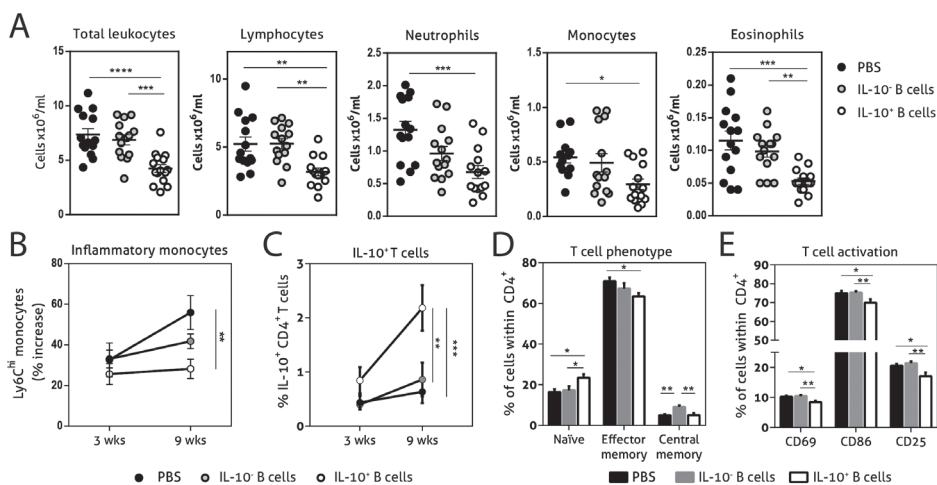 A
Total leukocytes
Lymphocytes
Neutrophils
Monocytes
Eosinophils
Cells x10⁶/ml
15
10
5
0
****
***
Cells x10⁶/ml
10
5
0
**
**
Cells x10⁶/ml
2.5
2.0
1.5
1.0
0.5
0.0
***
Cells x10⁶/ml
1.5
1.0
0.5
0.0
*
Cells x10⁶/ml
0.25
0.20
0.15
0.10
0.05
0.00
***
**
PBS
IL-10⁻ B cells
IL-10⁺ B cells
B
Inflammatory monocytes
Ly6Cʰⁱ monocytes
(% increase)
80
60
40
20
0
**
3 wks
9 wks
C
IL-10⁺ T cells
% IL-10⁺ CD4⁺ T cells
3
2
1
0
**
***
3 wks
9 wks
PBS
IL-10⁻ B cells
IL-10⁺ B cells
D
T cell phenotype
% of cells within CD4⁺
80
60
40
20
0
*
*
*
**
**
Naïve
Effector
memory
Central
memory
E
T cell activation
% of cells within CD4⁺
90
80
70
60
50
20
10
0
*
**
*
**
*
**
CD69
CD86
CD25
PBS
IL-10⁻ B cells
IL-10⁺ B cells